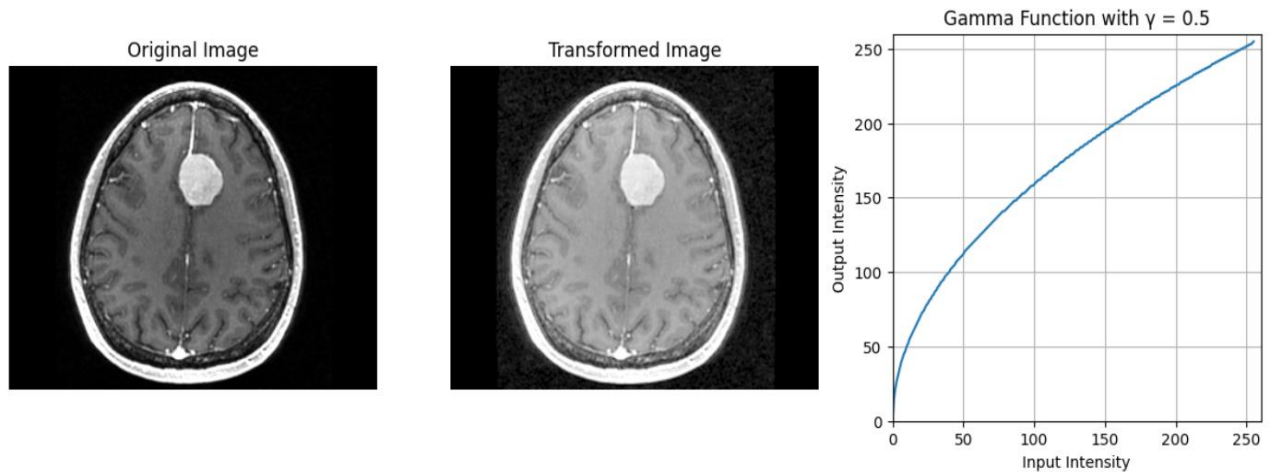 Original Image
Transformed Image
Gamma Function with γ = 0.5
250
200
150
100
50
0
Output Intensity
0 50 100 150 200 250
Input Intensity